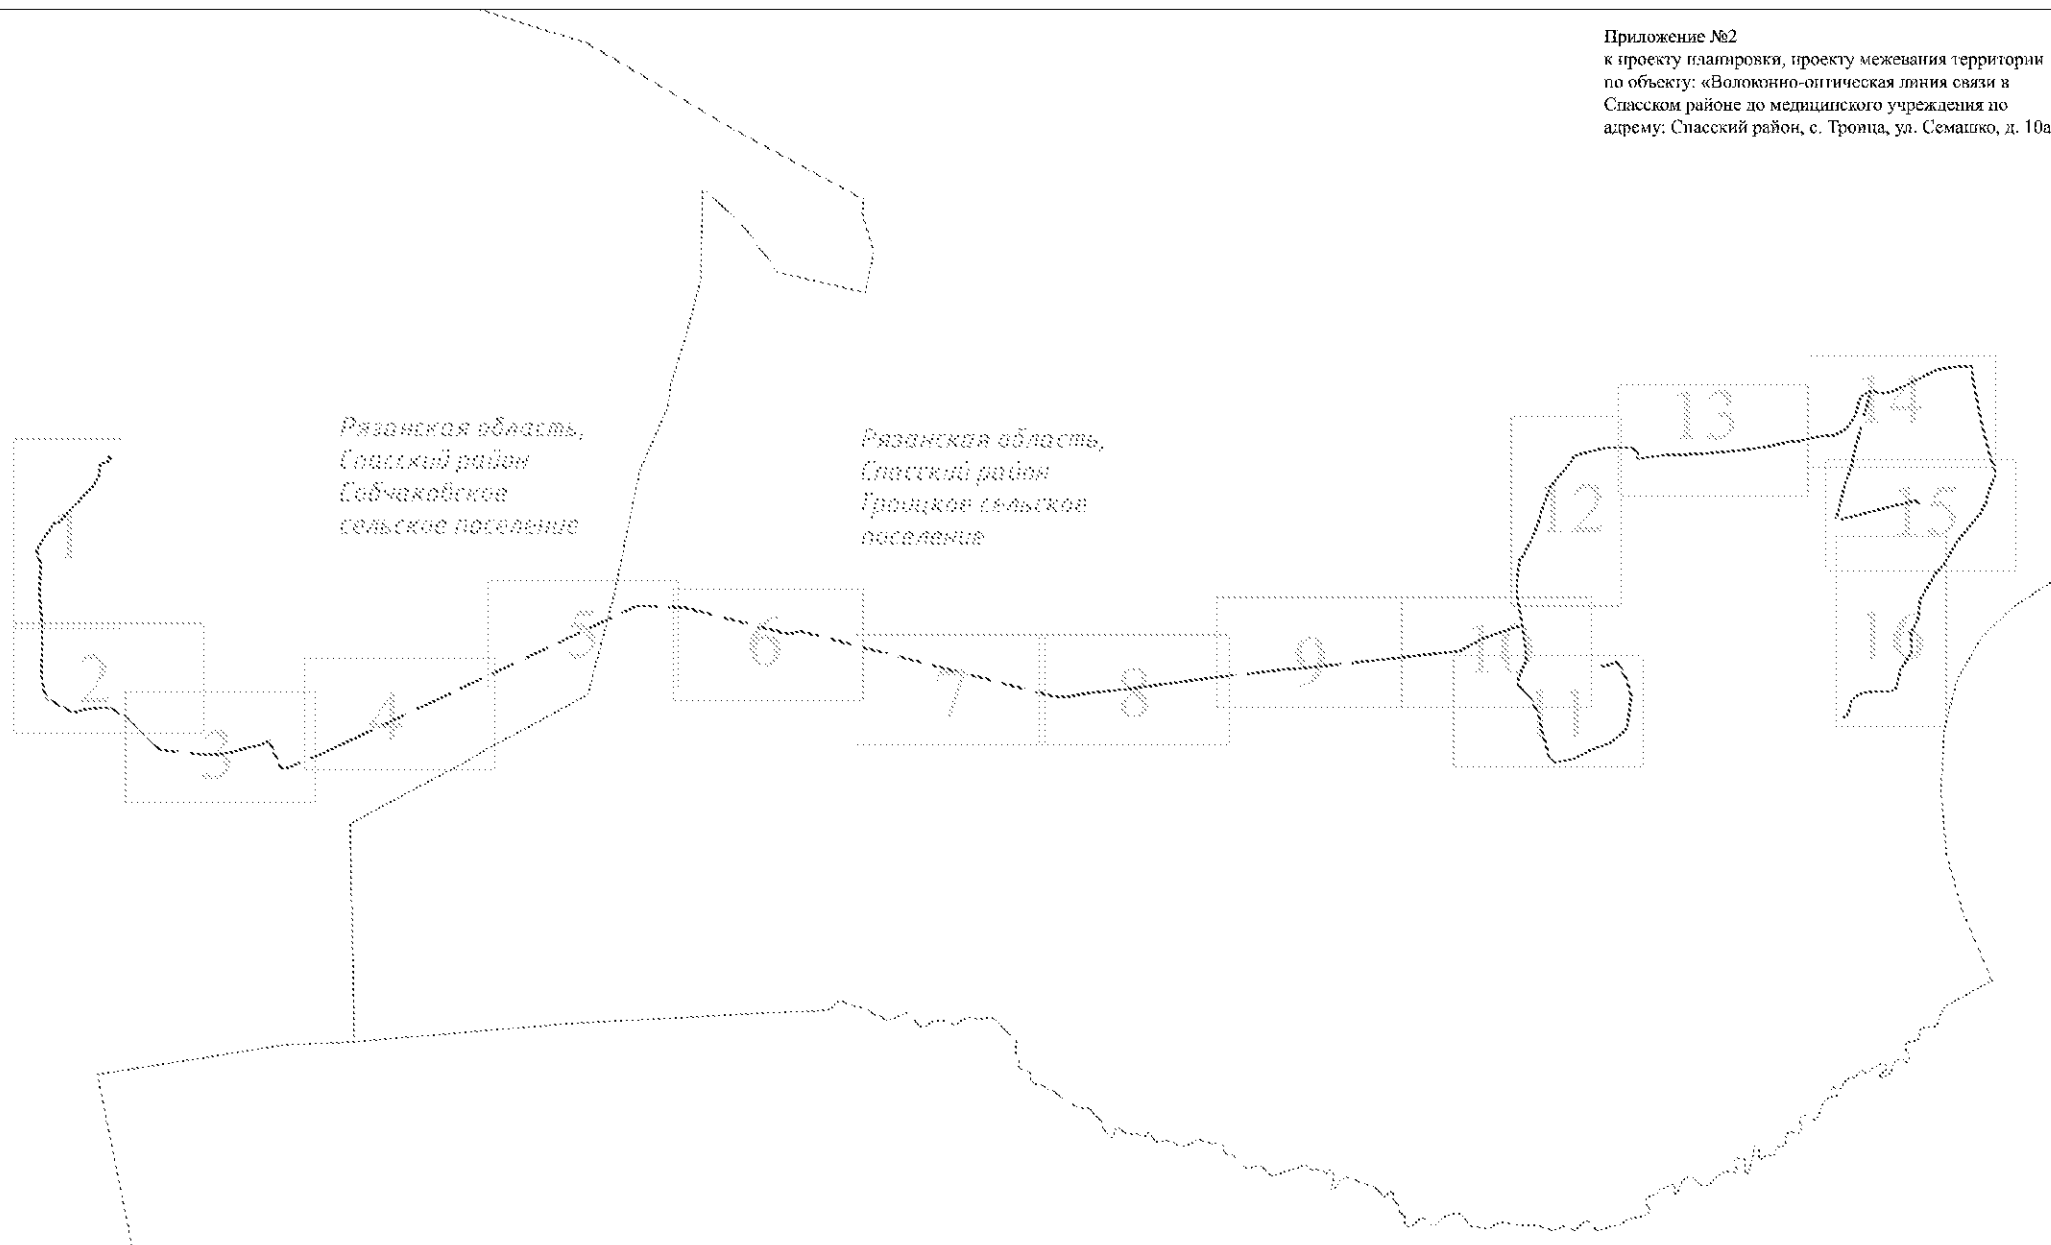 Приложение №2
к проекту планировки, проекту межевания территории
по объекту: «Волоконно-оптическая линия связи в
Спасском районе до медицинского учреждения по
адрему: Спасский район, с. Троица, ул. Семашко, д. 10а
Рязанская область,
Спасский район
Собчаковское
сельское поселение
Рязанская область,
Спасский район
Троицкое сельское
поселение
1
2
3
4
5
6
7
8
9
10
11
12
13
14
15
16